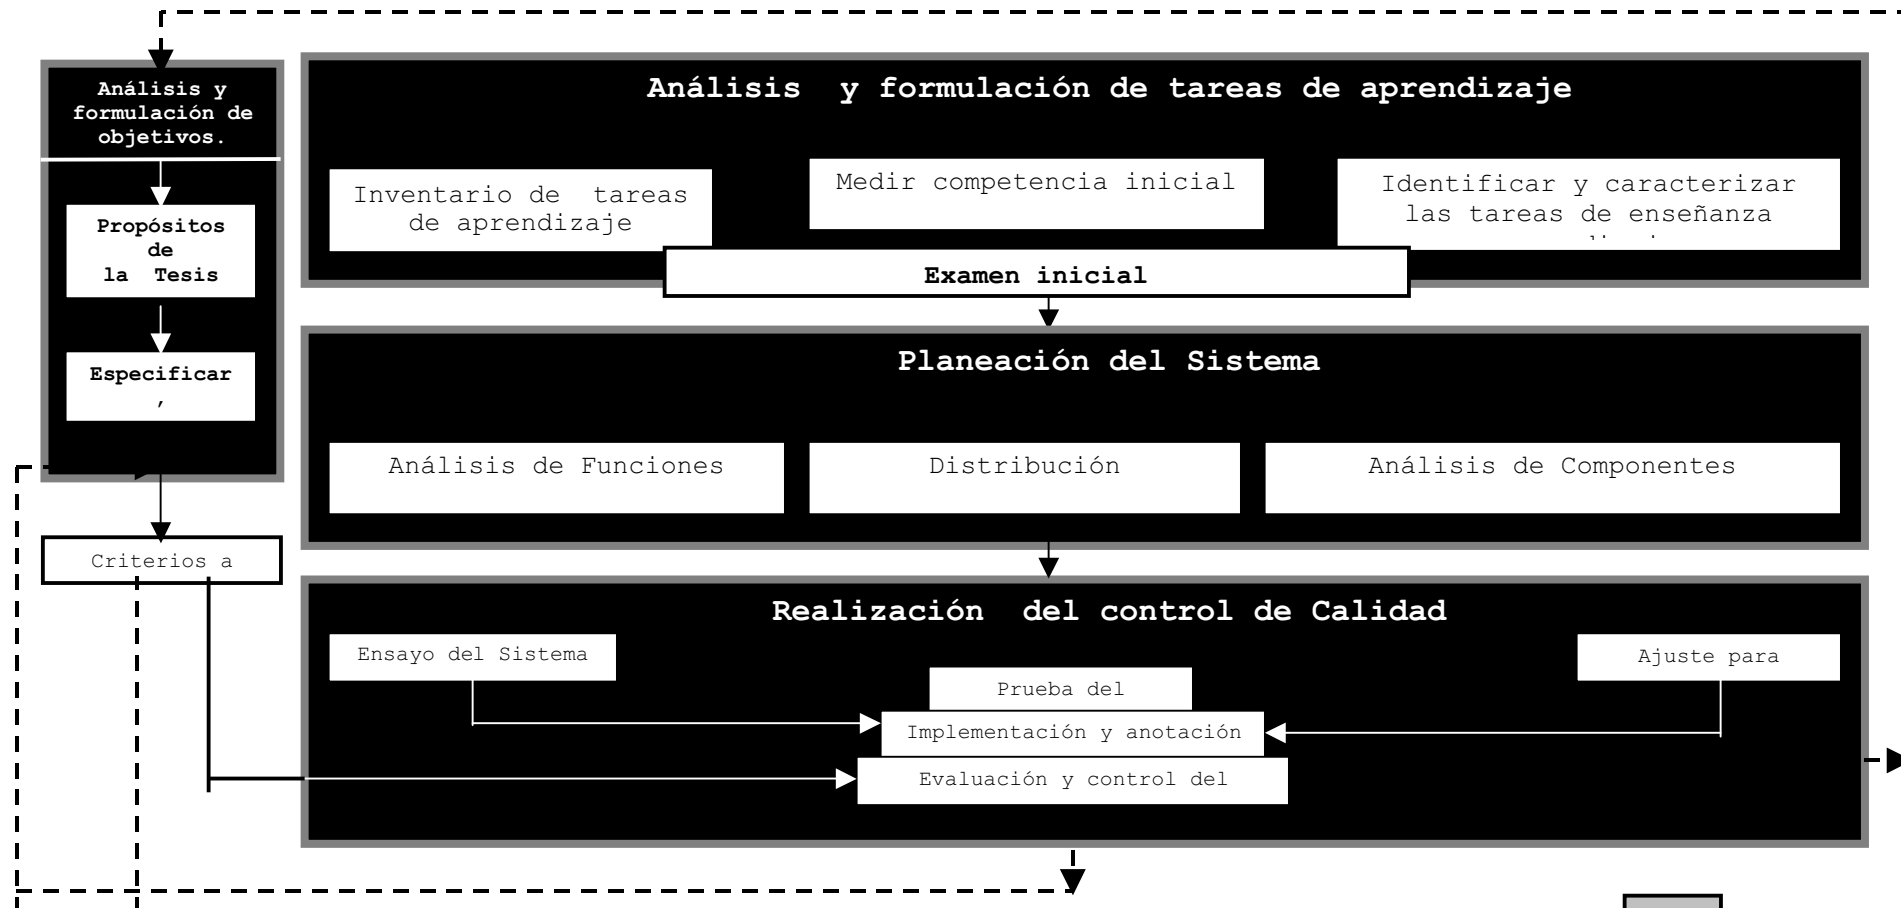 Análisis y
formulación de
objetivos.
Propósitos
de
la Tesis
Especificar
,
Criterios a
Análisis y formulación de tareas de aprendizaje
Inventario de tareas
de aprendizaje
Medir competencia inicial
Identificar y caracterizar
las tareas de enseñanza
Examen inicial
Planeación del Sistema
Análisis de Funciones
Distribución
Análisis de Componentes
Realización del control de Calidad
Ensayo del Sistema
Ajuste para
Prueba del
Implementación y anotación
Evaluación y control del